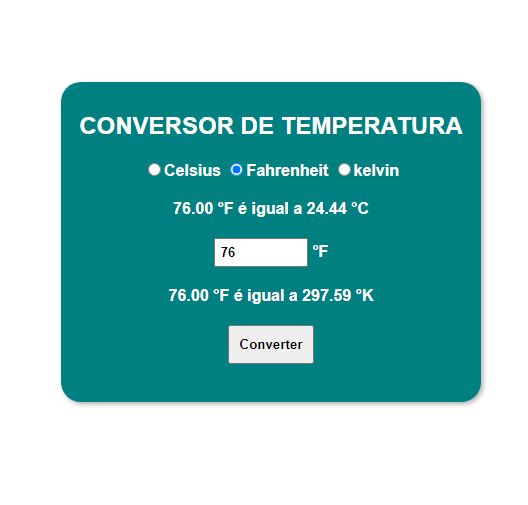 CONVERSOR DE TEMPERATURA
Celsius Fahrenheit kelvin
76.00 °F é igual a 24.44 °C
76 °F
76.00 °F é igual a 297.59 °K
Converter